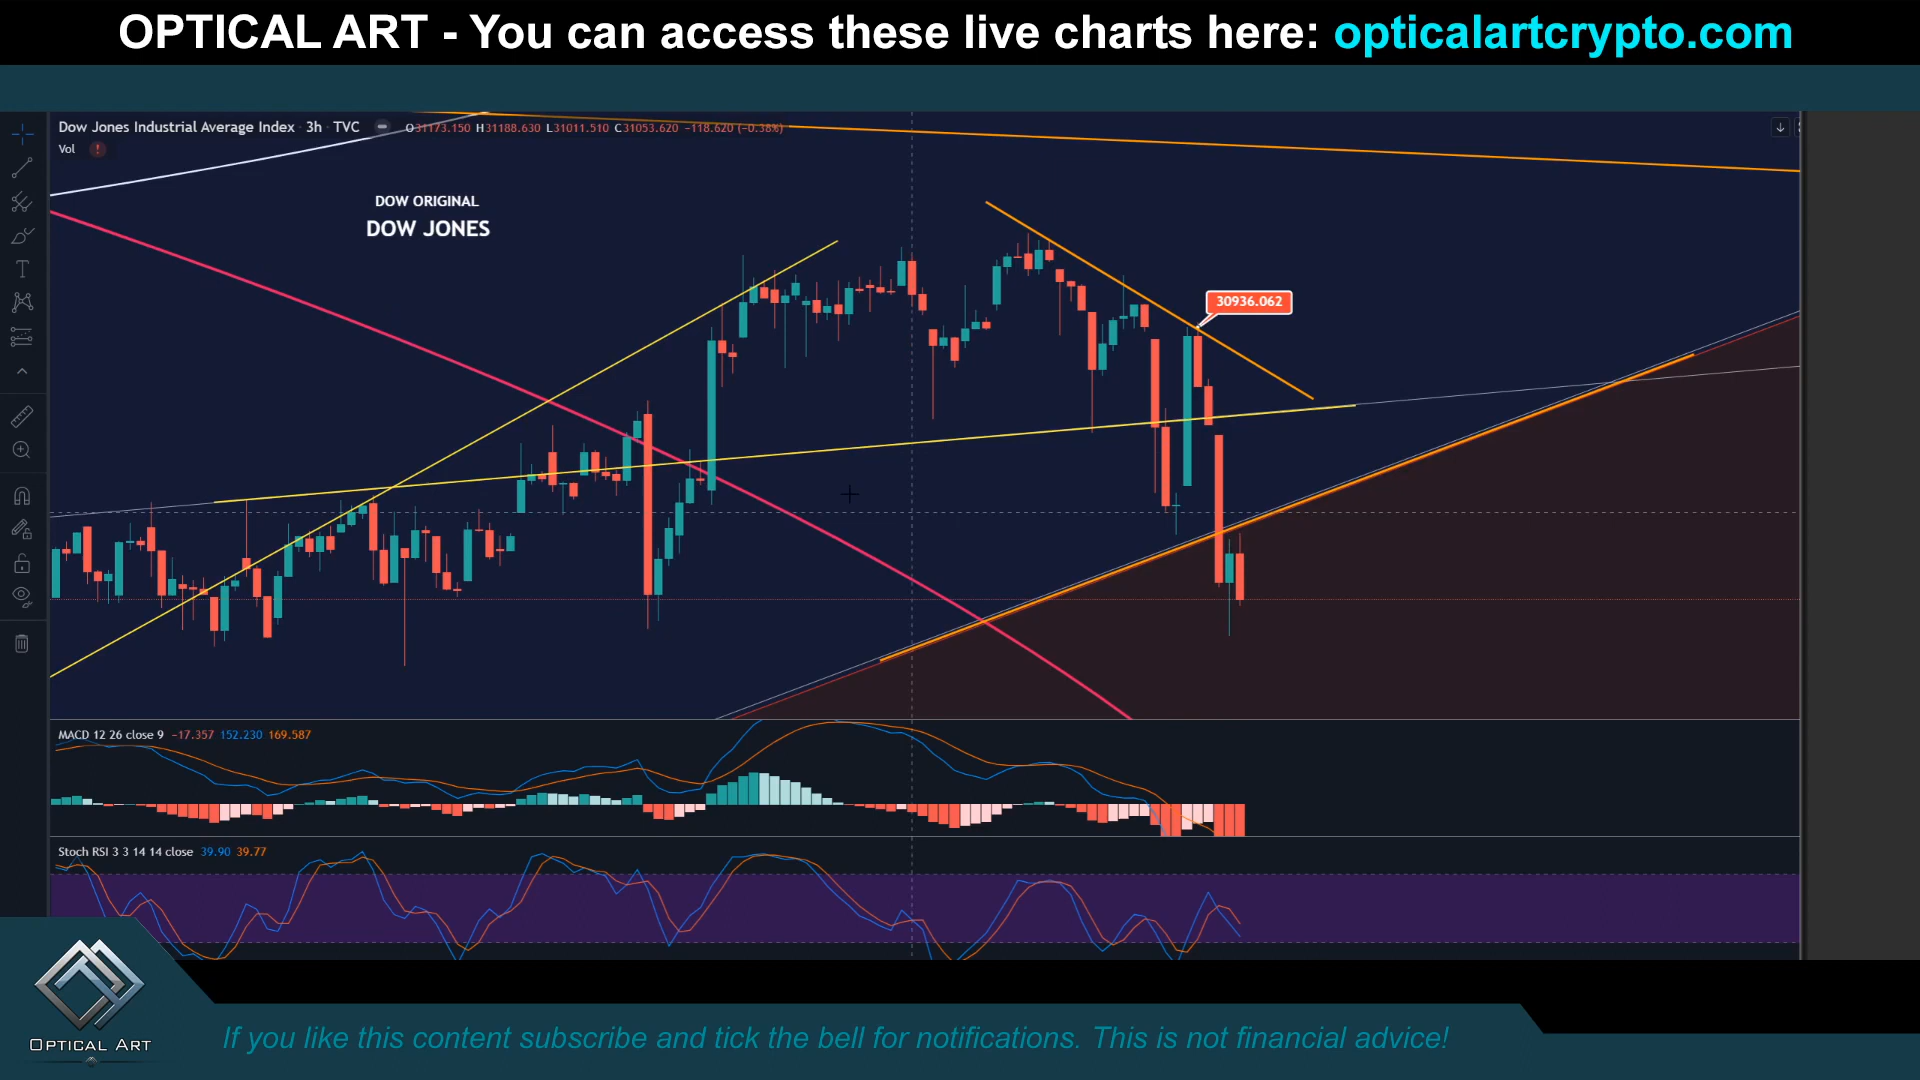 OPTICAL ART - You can access these live charts here: opticalartcrypto.com
Dow Jones Industrial Average Index · 3h · TVC O31173.150 H31188.630 L31011.510 C31053.620 −118.620 (−0.38%)
Vol !
DOW ORIGINAL
DOW JONES
30936.062
MACD 12 26 close 9 −17.357 152.230 169.587
Stoch RSI 3 3 14 14 close 39.90 39.77
OPTICAL ART
If you like this content subscribe and tick the bell for notifications. This is not financial advice!